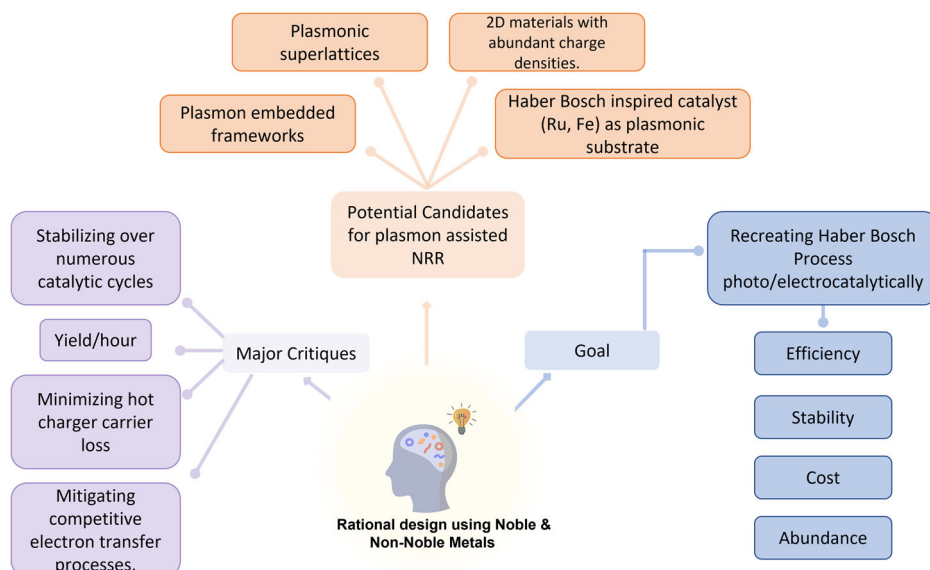 Plasmonic
superlattices
2D materials with
abundant charge
densities.
Plasmon embedded
frameworks
Haber Bosch inspired catalyst
(Ru, Fe) as plasmonic
substrate
Potential Candidates
for plasmon assisted
NRR
Stabilizing over
numerous
catalytic cycles
Yield/hour
Minimizing hot
charger carrier
loss
Mitigating
competitive
electron transfer
processes.
Major Critiques
Goal
Recreating Haber Bosch
Process
photo/electrocatalytically
Efficiency
Stability
Cost
Abundance
Rational design using Noble &
Non-Noble Metals